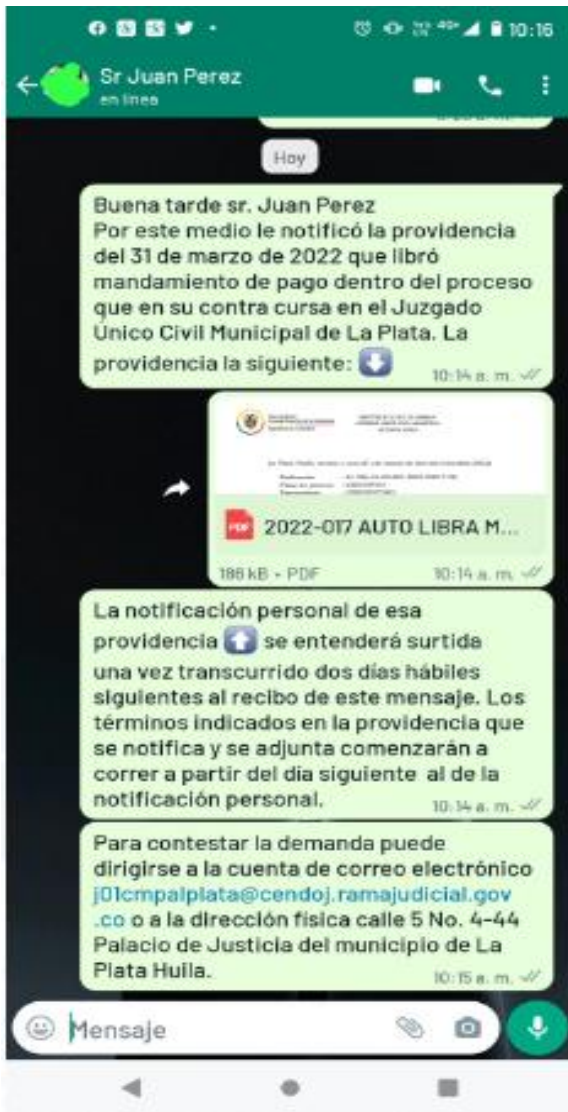 10:16
Sr Juan Perez
en línea
Hoy
Buena tarde sr. Juan Perez
Por este medio le notificó la providencia
del 31 de marzo de 2022 que libró
mandamiento de pago dentro del proceso
que en su contra cursa en el Juzgado
Único Civil Municipal de La Plata. La
providencia la siguiente: ⬇️
10:14 a. m.
PDF
2022-017 AUTO LIBRA M...
186 kB • PDF
10:14 a. m.
La notificación personal de esa
providencia ⬆️ se entenderá surtida
una vez transcurrido dos días hábiles
siguientes al recibo de este mensaje. Los
términos indicados en la providencia que
se notifica y se adjunta comenzarán a
correr a partir del día siguiente al de la
notificación personal.
10:14 a. m.
Para contestar la demanda puede
dirigirse a la cuenta de correo electrónico
j01cmpalplata@cendoj.ramajudicial.gov
.co o a la dirección física calle 5 No. 4-44
Palacio de Justicia del municipio de La
Plata Huila.
10:15 a. m.
Mensaje